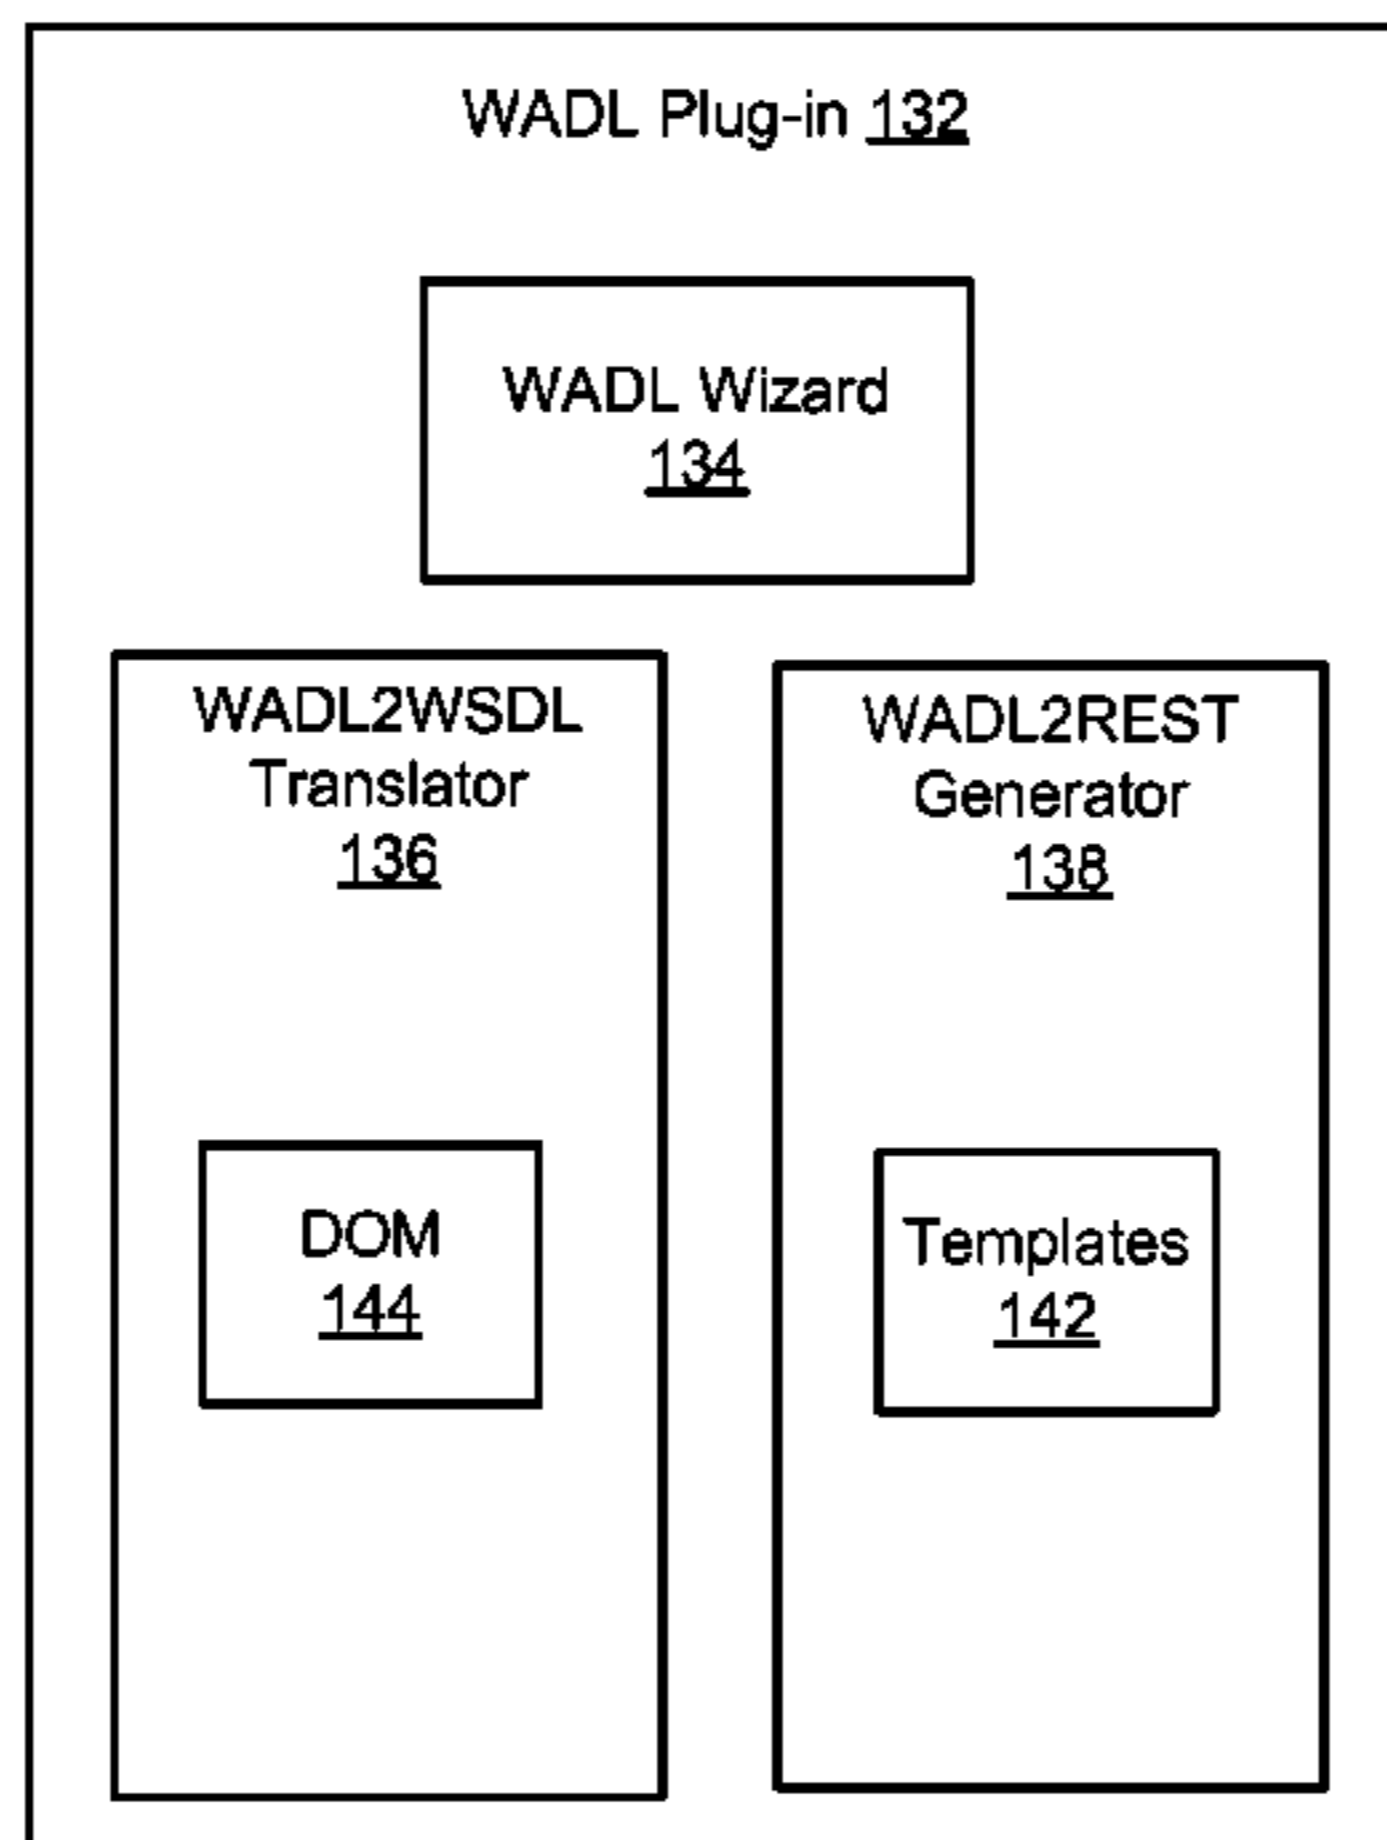 WADL Plug-in 132
WADL Wizard
134
WADL2WSDL
Translator
136
WADL2REST
Generator
138
DOM
144
Templates
142